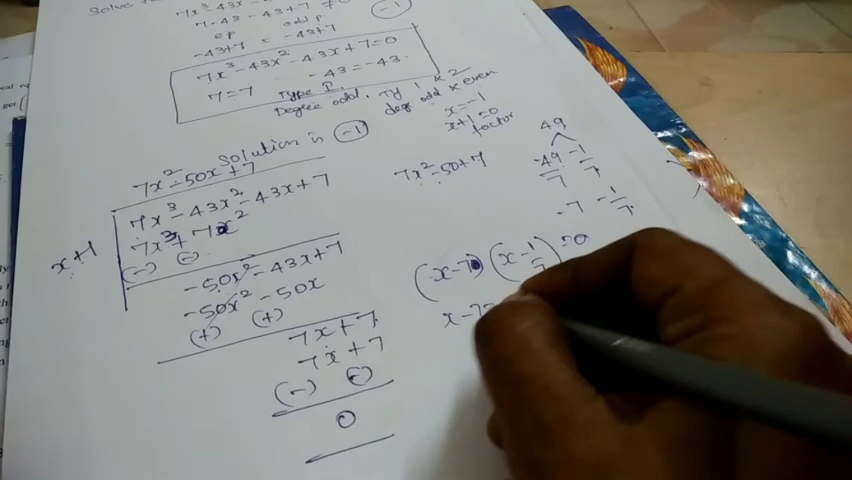 Solve
7x³ - 43x
7 - 43 - 43 + 7
ep odd p
-43+7 = -43+7
-1
7x³ - 43x² - 43x + 7 = 0
7 = 7 -43 = -43.
Type I.
Degree odd. Ty 1 & 2
deg odd & even
x = -1
x+1 = 0
factor
Solution is -1
7x² - 50x + 7
x+1
7x³ - 43x² - 43x + 7
7x³ + 7x²
(-) (-)
-50x² - 43x + 7
-50x² - 50x
(+) (+)
7x + 7
7x + 7
(-) (-)
0
7x² - 50 + 7
49
-49 -1
7 7
-7 -1/7
(x-7) (x - 1/7) = 0
x - 7 =